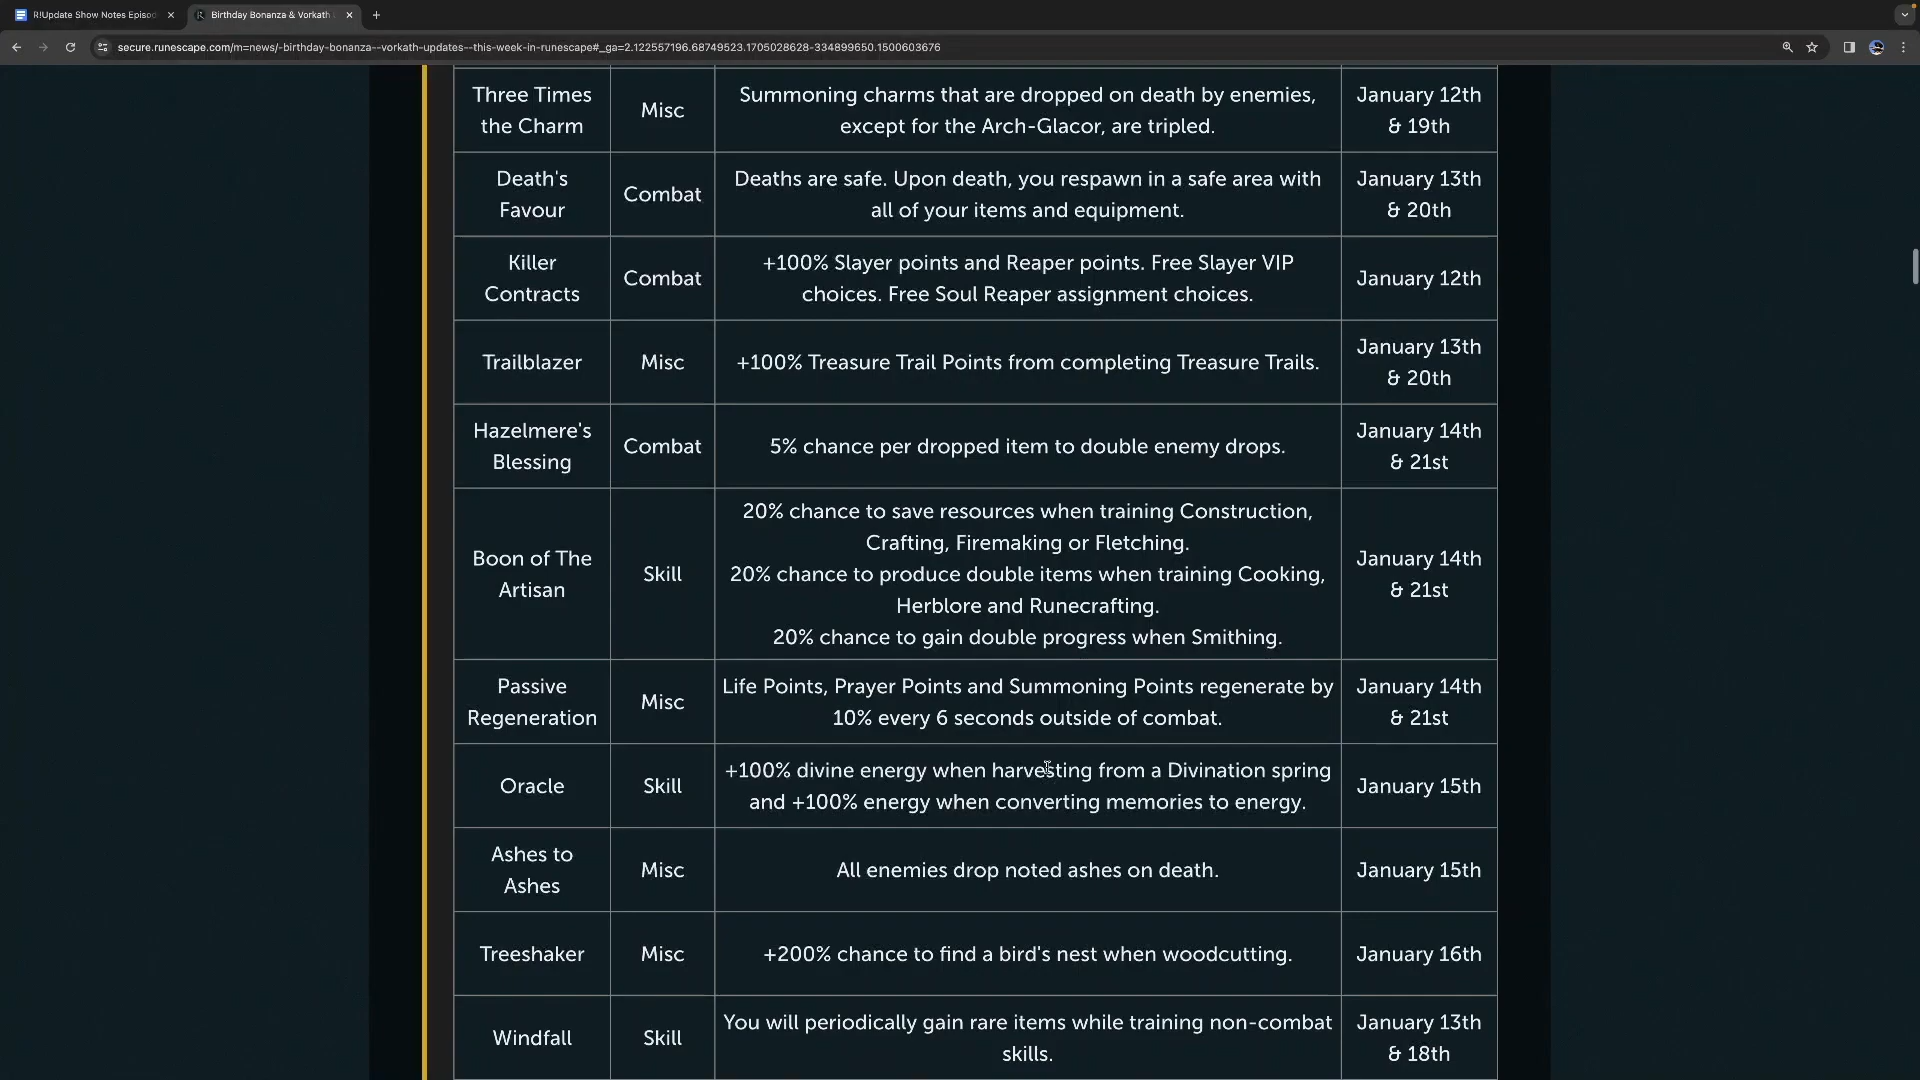 R!Update Show Notes Episod
Birthday Bonanza & Vorkath
secure.runescape.com/m=news/-birthday-bonanza--vorkath-updates--this-week-in-runescape#_ga=2.122557196.68749523.1705028628-334899650.1500603676
Three Times
the Charm
Misc
Summoning charms that are dropped on death by enemies,
except for the Arch-Glacor, are tripled.
January 12th
& 19th
Death's
Favour
Combat
Deaths are safe. Upon death, you respawn in a safe area with
all of your items and equipment.
January 13th
& 20th
Killer
Contracts
Combat
+100% Slayer points and Reaper points. Free Slayer VIP
choices. Free Soul Reaper assignment choices.
January 12th
Trailblazer
Misc
+100% Treasure Trail Points from completing Treasure Trails.
January 13th
& 20th
Hazelmere's
Blessing
Combat
5% chance per dropped item to double enemy drops.
January 14th
& 21st
Boon of The
Artisan
Skill
20% chance to save resources when training Construction,
Crafting, Firemaking or Fletching.
20% chance to produce double items when training Cooking,
Herblore and Runecrafting.
20% chance to gain double progress when Smithing.
January 14th
& 21st
Passive
Regeneration
Misc
Life Points, Prayer Points and Summoning Points regenerate by
10% every 6 seconds outside of combat.
January 14th
& 21st
Oracle
Skill
+100% divine energy when harvesting from a Divination spring
and +100% energy when converting memories to energy.
January 15th
Ashes to
Ashes
Misc
All enemies drop noted ashes on death.
January 15th
Treeshaker
Misc
+200% chance to find a bird's nest when woodcutting.
January 16th
Windfall
Skill
You will periodically gain rare items while training non-combat
skills.
January 13th
& 18th